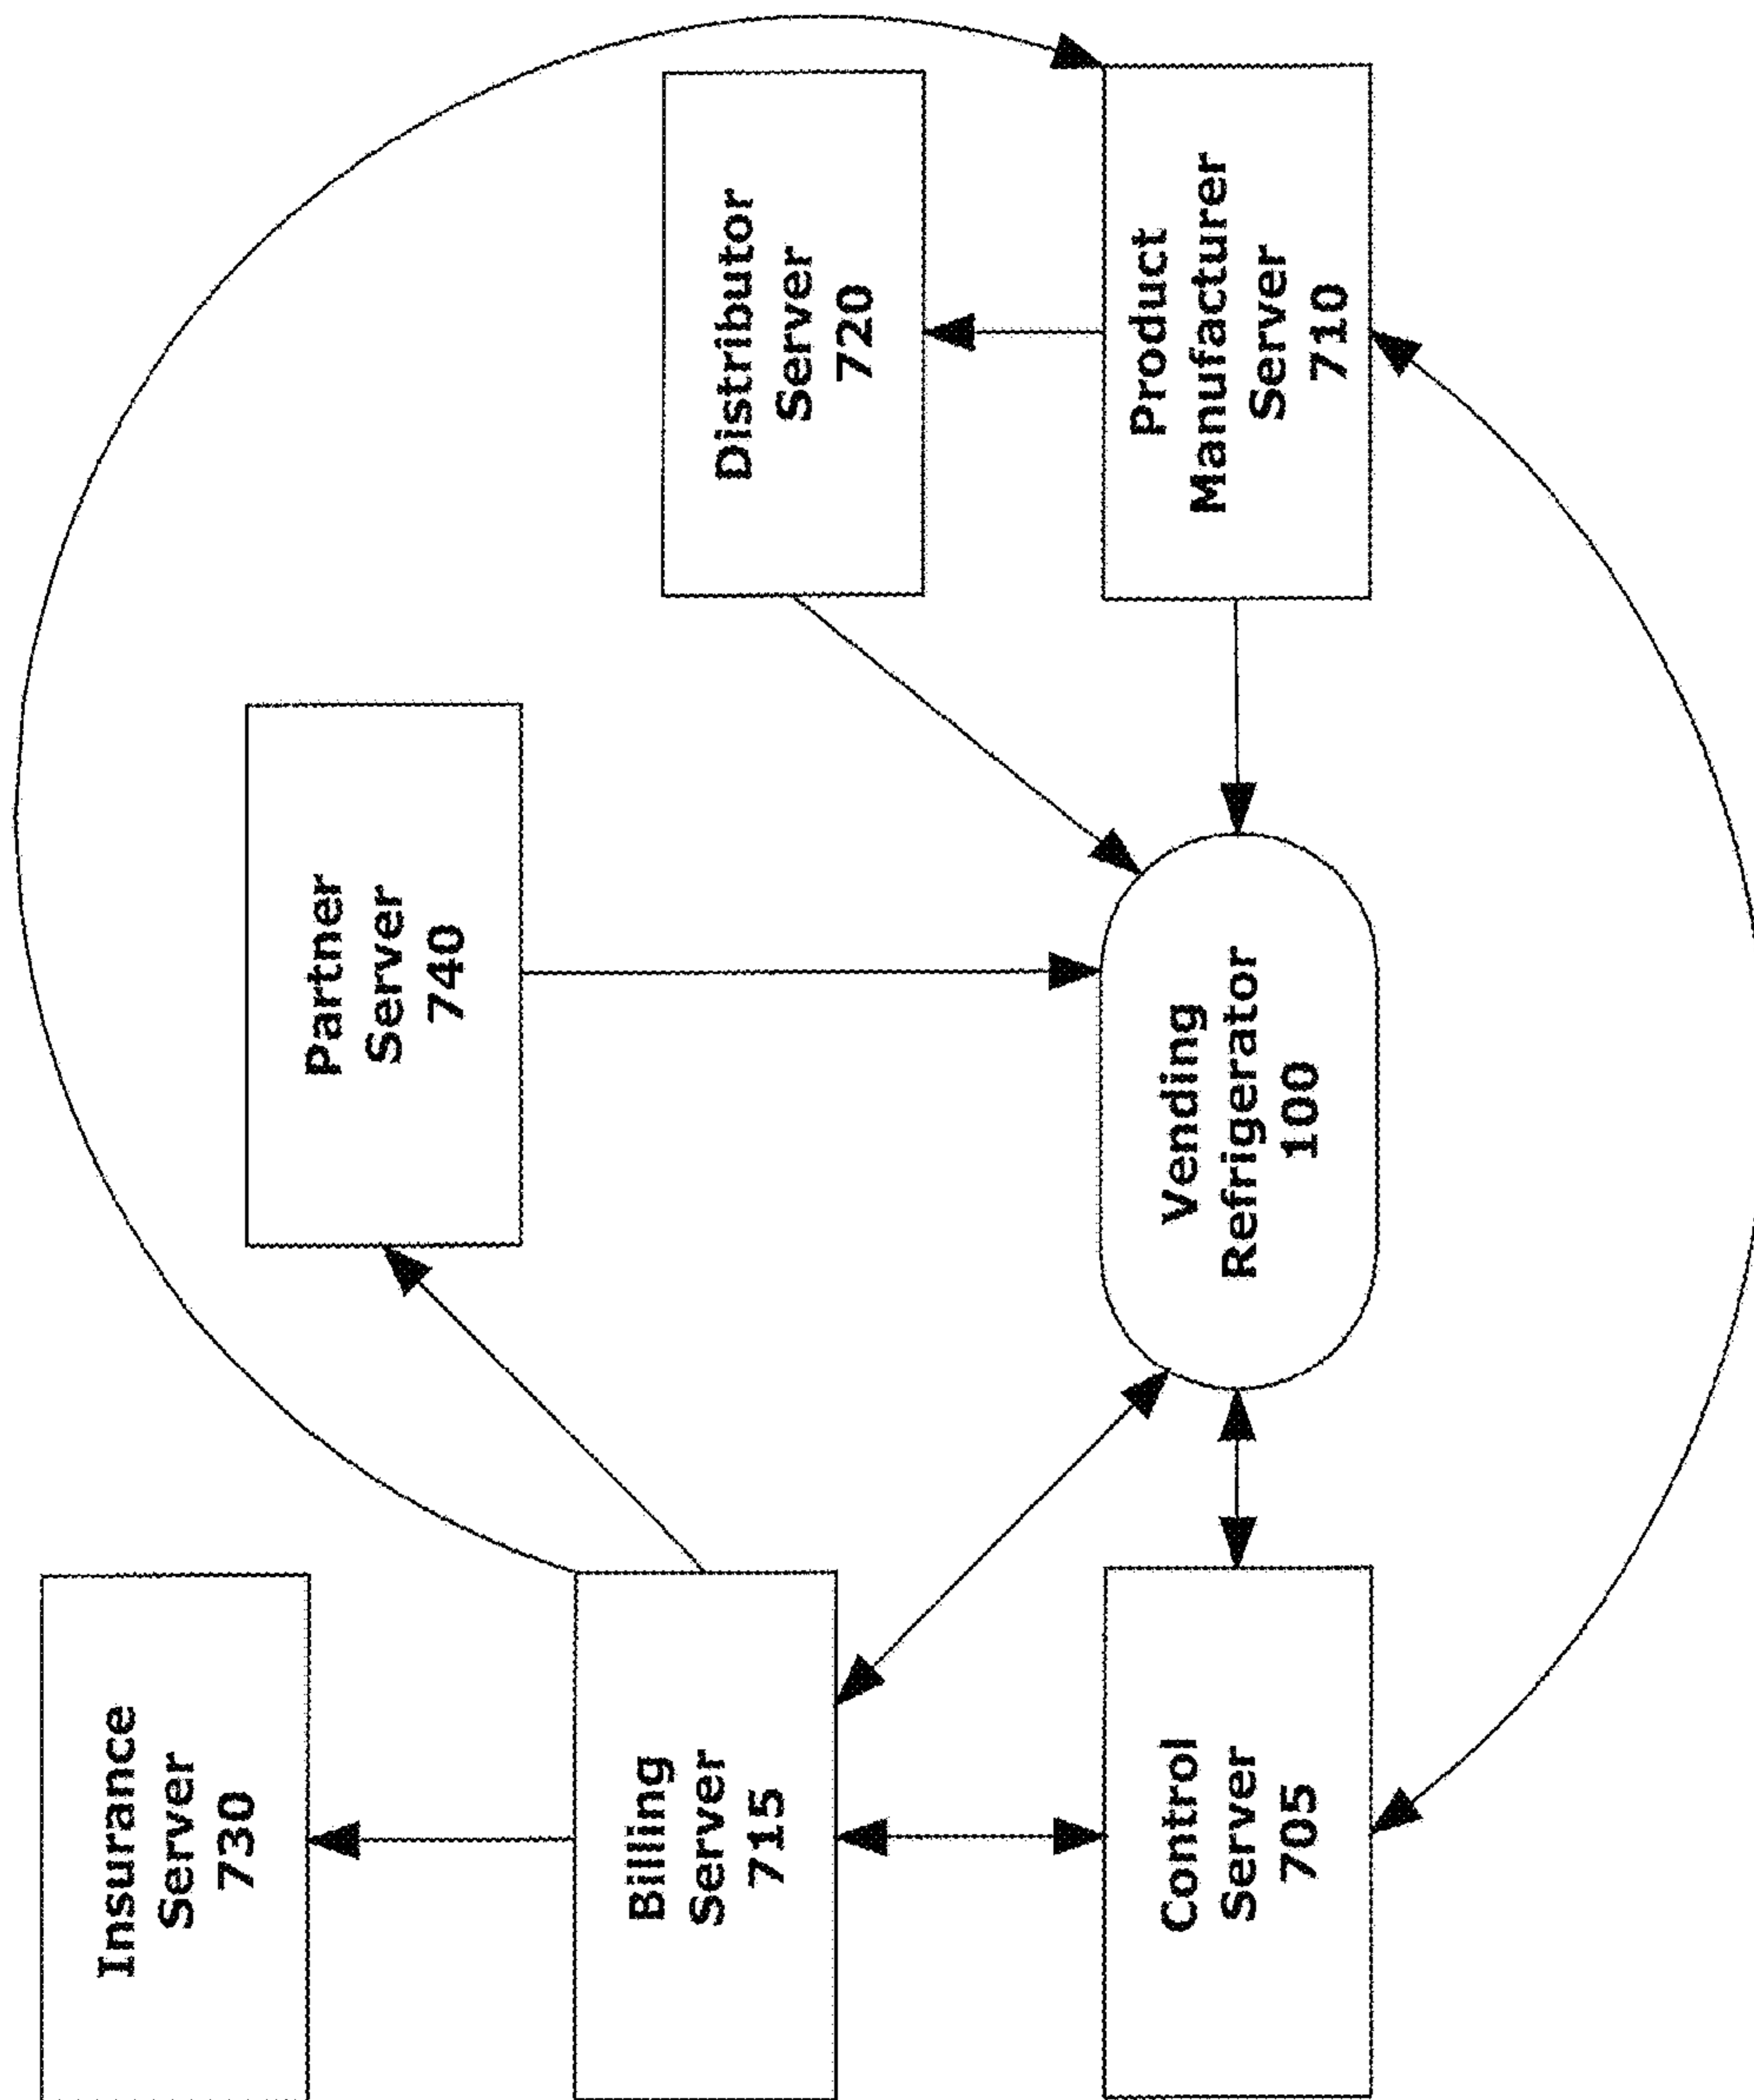 Insurance
Server
730
Billing
Server
715
Control
Server
705
Partner
Server
740
Vending
Refrigerator
100
Distributor
Server
720
Product
Manufacturer
Server
710